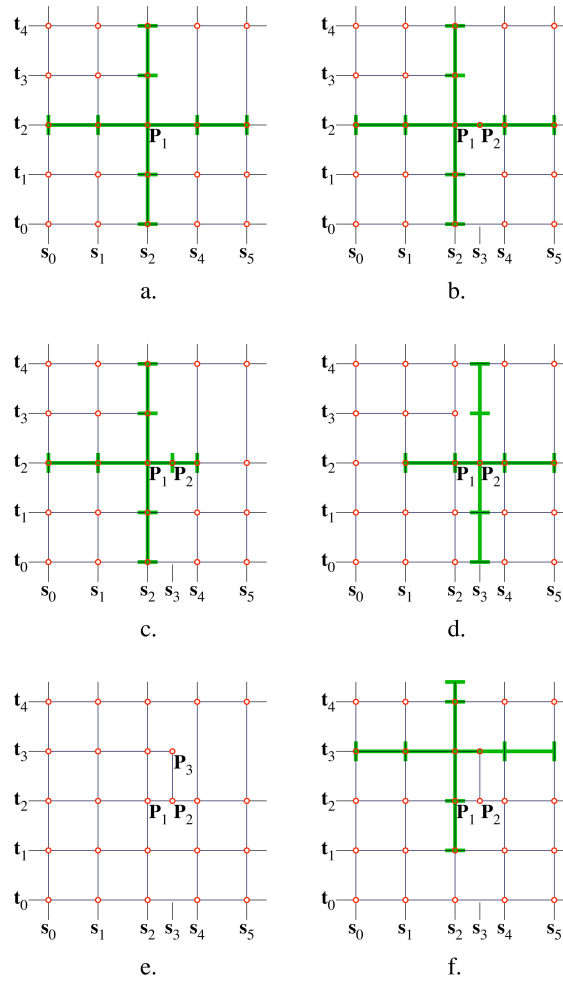 t4
t3
t2
P1
t1
t0
s0 s1 s2 s4 s5
a.
t4
t3
t2
P1 P2
t1
t0
s0 s1 s2 s3 s4 s5
b.
t4
t3
t2
P1 P2
t1
t0
s0 s1 s2 s3 s4 s5
c.
t4
t3
t2
P1 P2
t1
t0
s0 s1 s2 s3 s4 s5
d.
t4
t3
P3
t2
P1 P2
t1
t0
s0 s1 s2 s3 s4 s5
e.
t4
t3
t2
P1 P2
t1
t0
s0 s1 s2 s3 s4 s5
f.